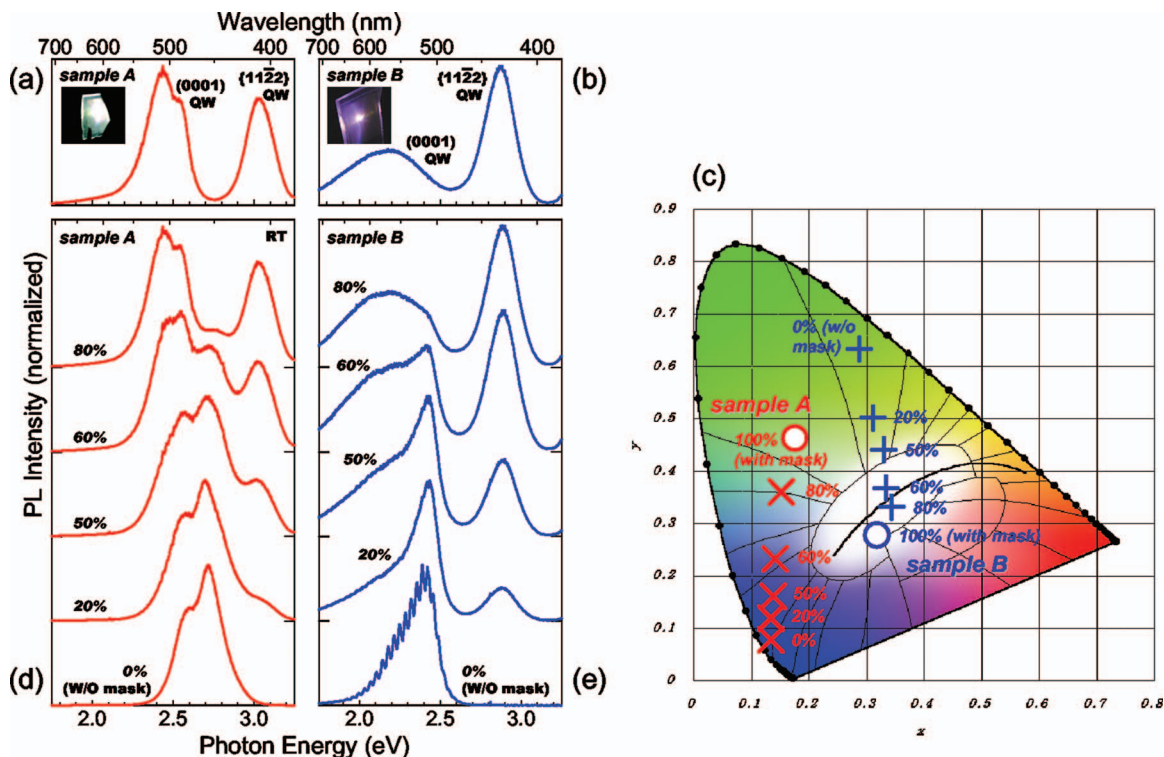 Wavelength (nm)
700 600 500 400
700 600 500 400
(a)
sample A
(0001)
QW
{112̄2}
QW
sample B
(0001)
QW
{112̄2}
QW
(b)
PL Intensity (normalized)
sample A
RT
80%
60%
50%
20%
0%
(W/O mask)
(d)
sample B
80%
60%
50%
20%
0%
(W/O mask)
(e)
2.0 2.5 3.0
2.0 2.5 3.0
Photon Energy (eV)
(c)
0.9
0.8
0.7
0.6
0.5
0.4
0.3
0.2
0.1
0
y
0% (w/o
mask)
20%
50%
60%
80%
100% (with mask)
sample B
sample A
100%
(with mask)
80%
60%
50%
20%
0%
0 0.1 0.2 0.3 0.4 0.5 0.6 0.7 0.8
x